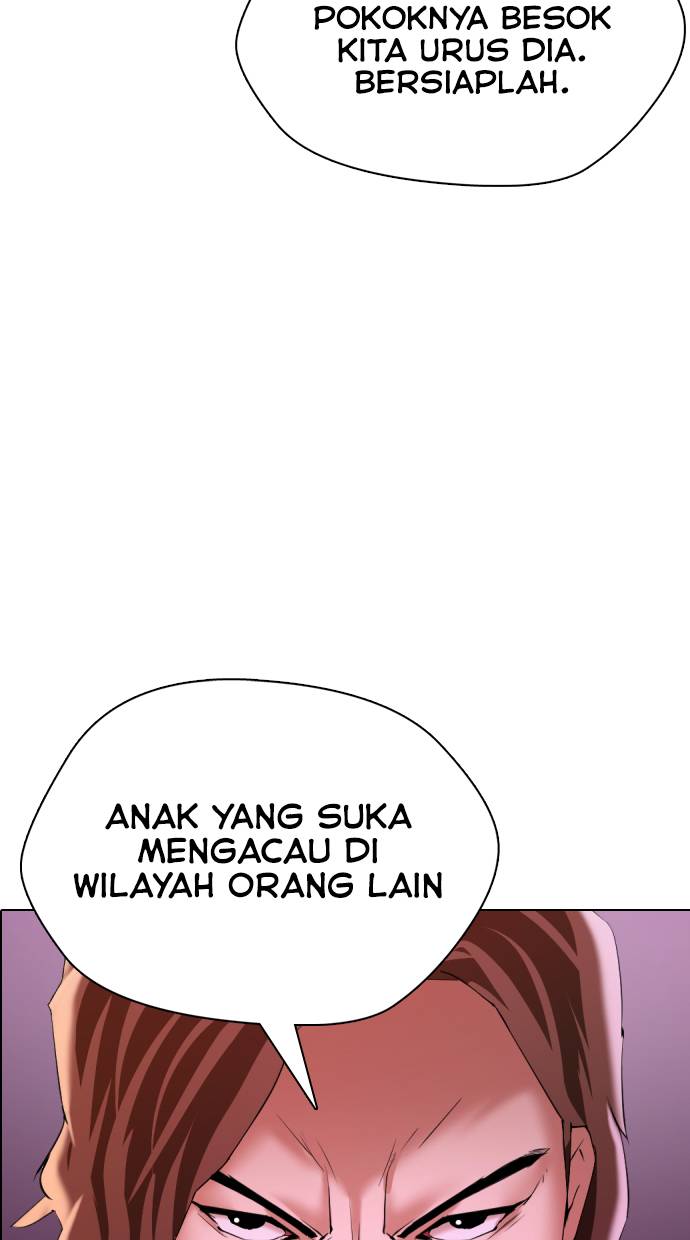 POKOKNYA BESOK
KITA URUS DIA.
BERSIAPLAH.
ANAK YANG SUKA
MENGACAU DI
WILAYAH ORANG LAIN